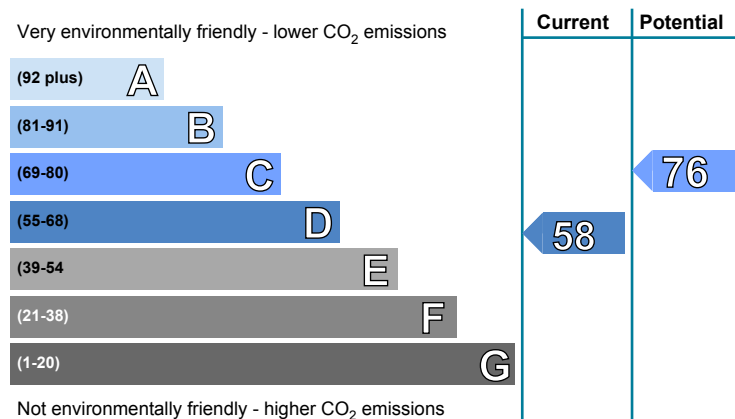 Very environmentally friendly - lower CO₂ emissions
Current Potential
(92 plus) A
(81-91) B
(69-80) C
76
(55-68) D
58
(39-54 E
(21-38) F
(1-20) G
Not environmentally friendly - higher CO₂ emissions